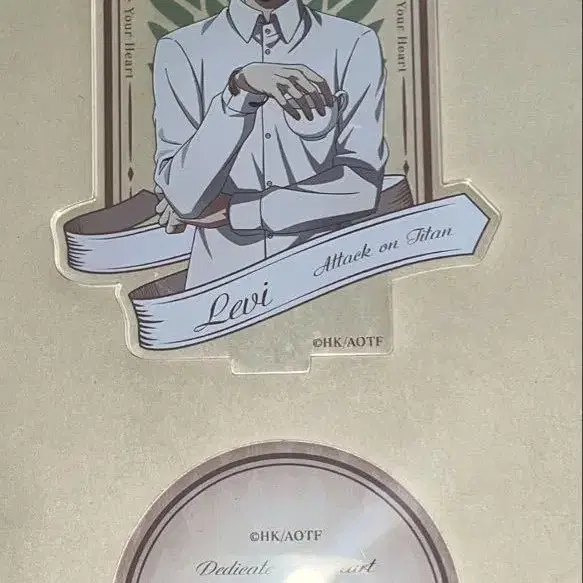 Your Heart
Your Heart
Attack on Titan
Levi
©HK/AOTF
©HK/AOTF
Dedicate